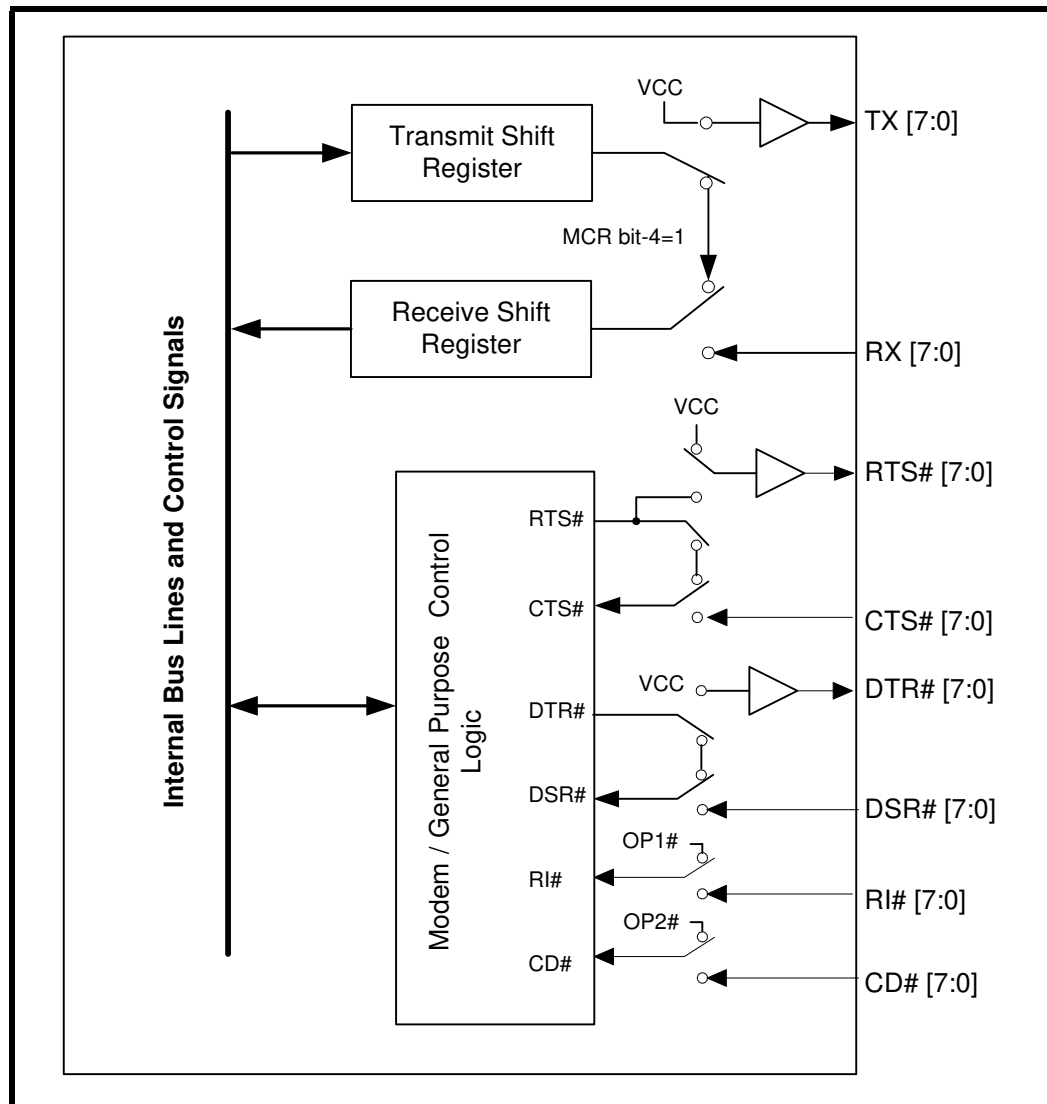 VCC
TX [7:0]
Transmit Shift
Register
MCR bit-4=1
Receive Shift
Register
RX [7:0]
Internal Bus Lines and Control Signals
VCC
RTS# [7:0]
RTS#
CTS#
CTS# [7:0]
Modem / General Purpose Control
Logic
VCC
DTR# [7:0]
DTR#
DSR#
DSR# [7:0]
OP1#
RI#
RI# [7:0]
OP2#
CD#
CD# [7:0]